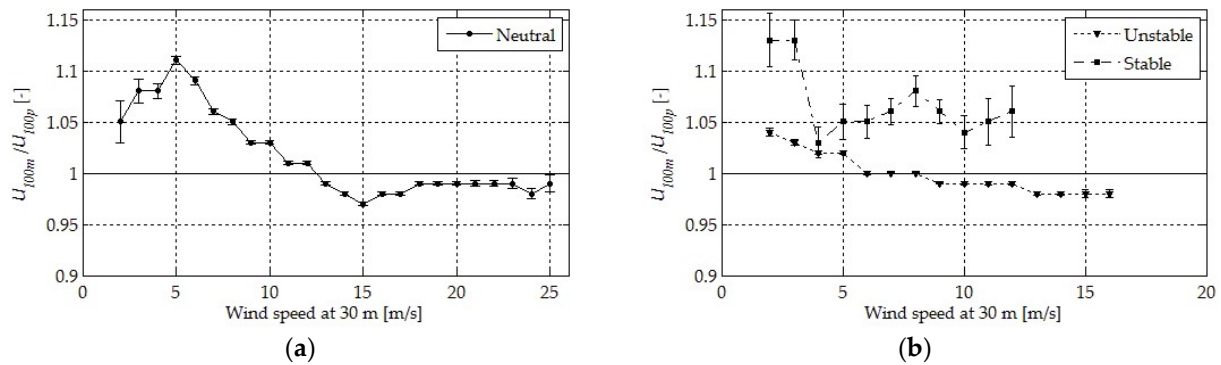 1.15
1.1
1.05
1
0.95
0.9
u100m /u100p [-]
0 5 10 15 20 25
Wind speed at 30 m [m/s]
Neutral
(a)
1.15
1.1
1.05
1
0.95
0.9
u100m /u100p [-]
0 5 10 15 20
Wind speed at 30 m [m/s]
Unstable
Stable
(b)